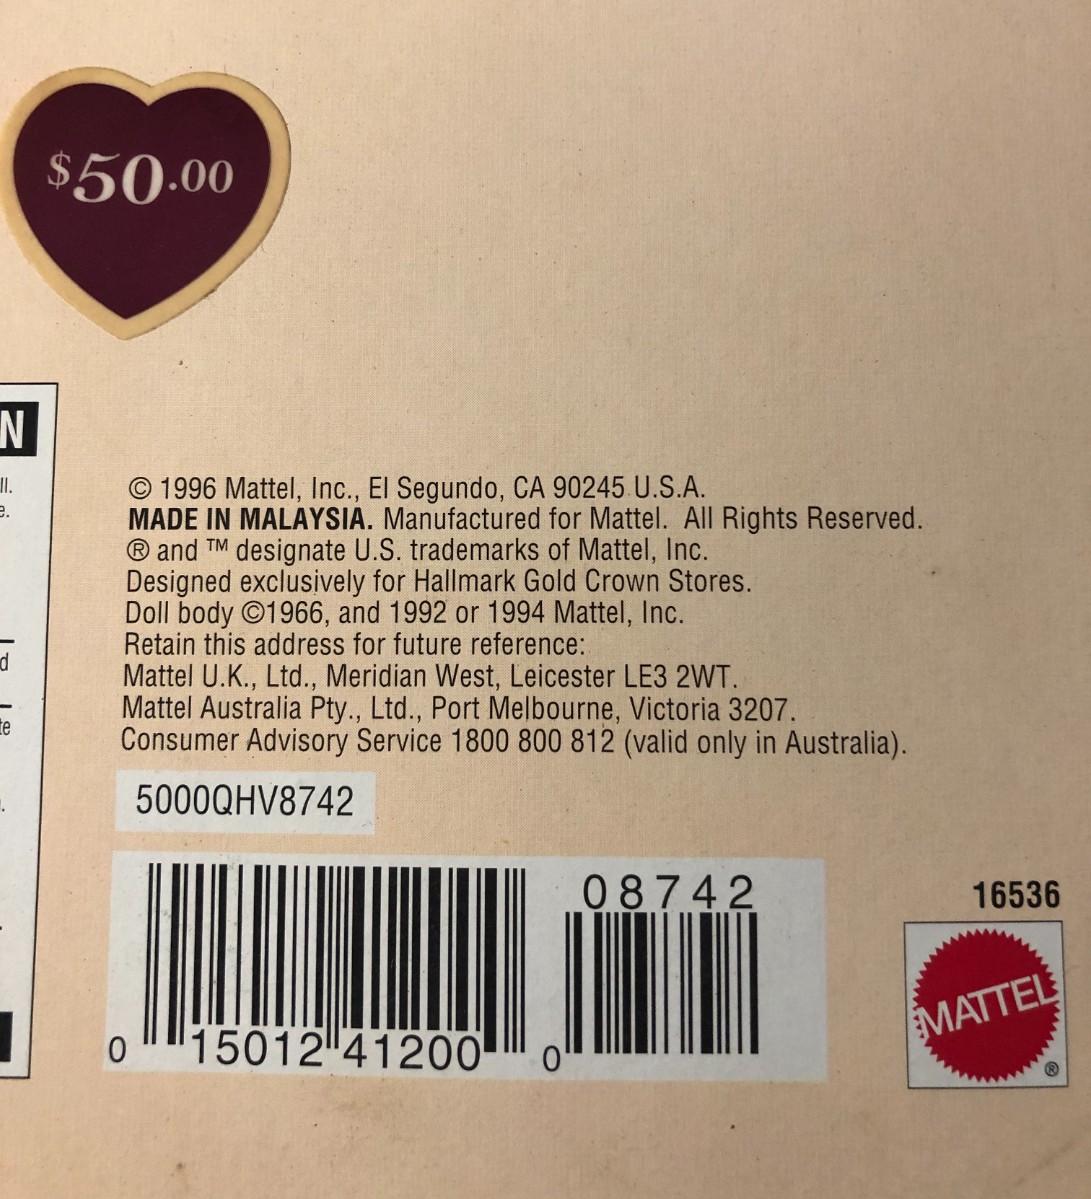 $50.00
N
ll.
e.
© 1996 Mattel, Inc., El Segundo, CA 90245 U.S.A.
MADE IN MALAYSIA. Manufactured for Mattel. All Rights Reserved.
® and ™ designate U.S. trademarks of Mattel, Inc.
Designed exclusively for Hallmark Gold Crown Stores.
Doll body ©1966, and 1992 or 1994 Mattel, Inc.
Retain this address for future reference:
d
Mattel U.K., Ltd., Meridian West, Leicester LE3 2WT.
Mattel Australia Pty., Ltd., Port Melbourne, Victoria 3207.
te
Consumer Advisory Service 1800 800 812 (valid only in Australia).
5000QHV8742
08742
16536
0 15012 41200 0
MATTEL ®